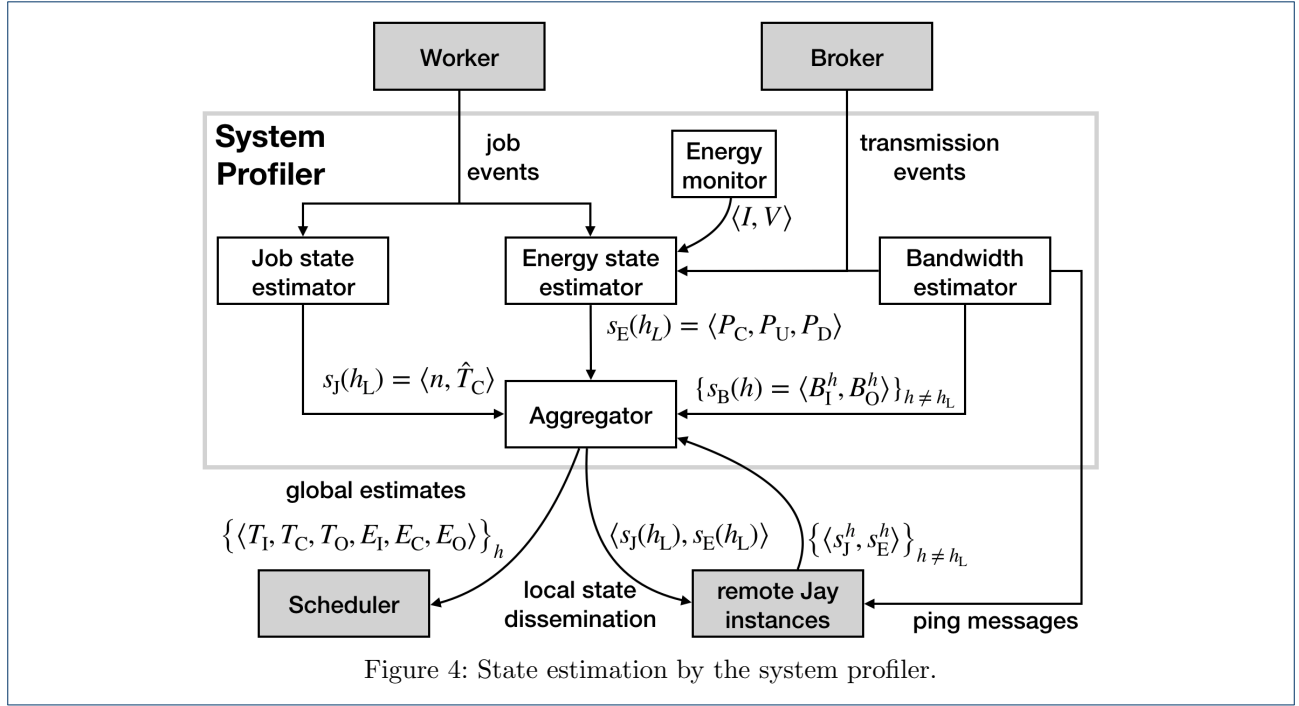 Worker
Broker
System
Profiler
job
events
Energy
monitor
transmission
events
⟨I, V⟩
Job state
estimator
Energy state
estimator
Bandwidth
estimator
s_E(h_L) = ⟨P_C, P_U, P_D⟩
s_J(h_L) = ⟨n, T̂_C⟩
{s_B(h) = ⟨B_I^h, B_O^h⟩}_{h ≠ h_L}
Aggregator
global estimates
{⟨T_I, T_C, T_O, E_I, E_C, E_O⟩}_h
⟨s_J(h_L), s_E(h_L)⟩
{⟨s_J^h, s_E^h⟩}_{h ≠ h_L}
Scheduler
local state
dissemination
remote Jay
instances
ping messages
Figure 4: State estimation by the system profiler.